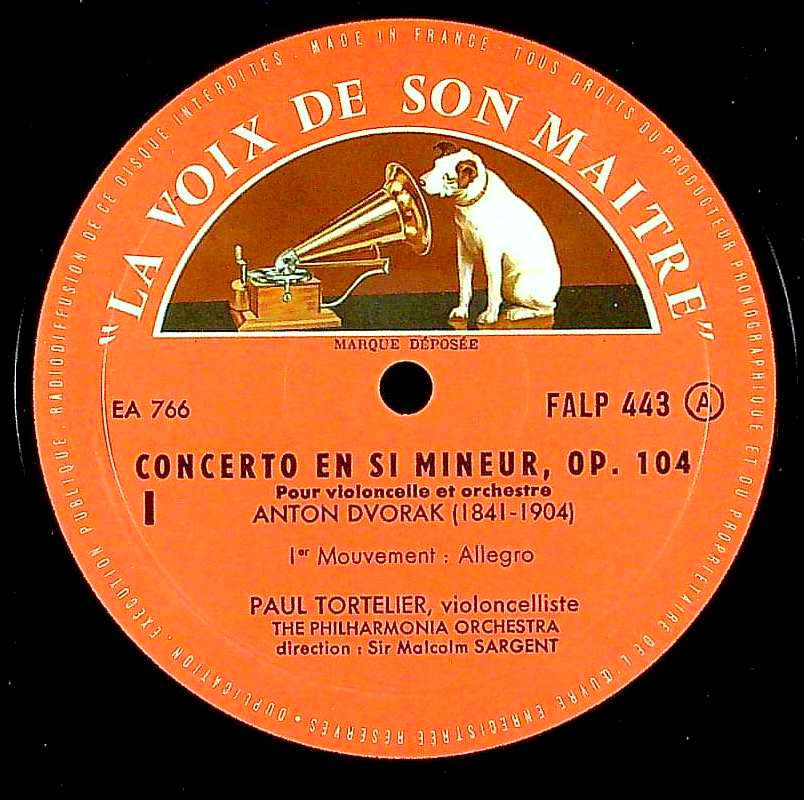 MADE IN FRANCE · TOUS DROITS DU PRODUCTEUR PHONOGRAPHIQUE ET DU PROPRIÉTAIRE DE L'ŒUVRE ENREGISTRÉE RÉSERVÉS • DUPLICATION · EXÉCUTION PUBLIQUE · RADIODIFFUSION DE CE DISQUE INTERDITES ·
"LA VOIX DE SON MAITRE"
MARQUE DÉPOSÉE
EA 766
FALP 443 A
CONCERTO EN SI MINEUR, OP. 104
I
Pour violoncelle et orchestre
ANTON DVORAK (1841-1904)
Ier Mouvement : Allegro
PAUL TORTELIER, violoncelliste
THE PHILHARMONIA ORCHESTRA
direction : Sir Malcolm SARGENT